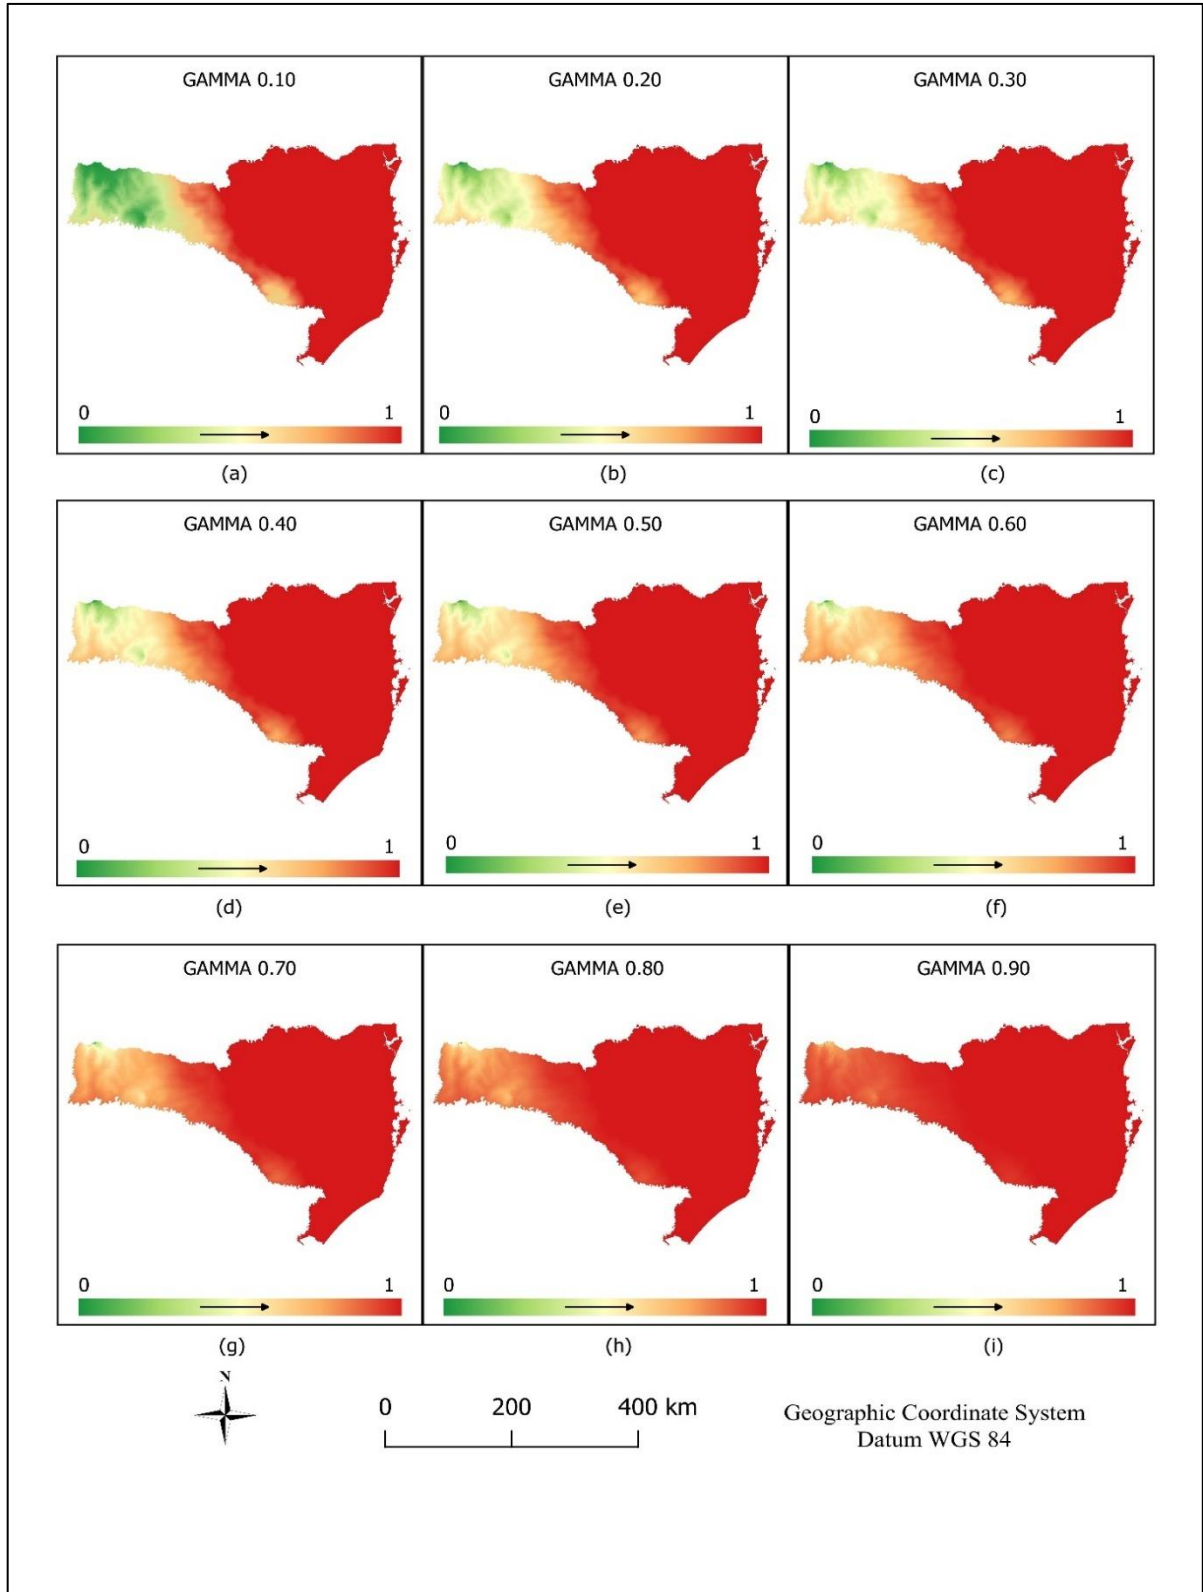 GAMMA 0.10
GAMMA 0.20
GAMMA 0.30
0 1
0 1
0 1
(a)
(b)
(c)
GAMMA 0.40
GAMMA 0.50
GAMMA 0.60
0 1
0 1
0 1
(d)
(e)
(f)
GAMMA 0.70
GAMMA 0.80
GAMMA 0.90
0 1
0 1
0 1
(g)
(h)
(i)
N
0 200 400 km
Geographic Coordinate System
Datum WGS 84